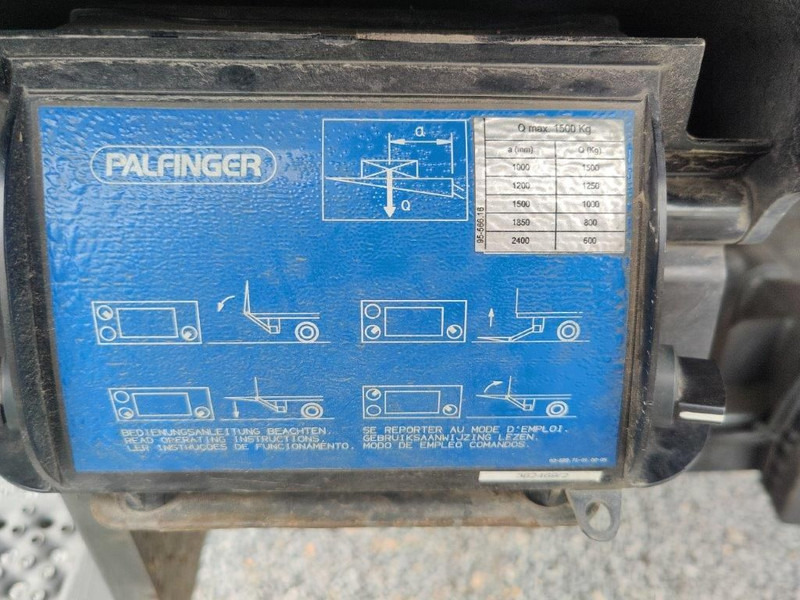 PALFINGER
a
Q
Q max. 1500 Kg
a (mm) Q (Kg)
1000 1500
1200 1250
1500 1000
1850 800
2400 600
95-566.16
BEDIENUNGSANLEITUNG BEACHTEN.
READ OPERATING INSTRUCTIONS.
LER INSTRUÇOES DE FUNCIONAMENTO.
SE REPORTER AU MODE D'EMPLOI.
GEBRUIKSAANWIJZING LEZEN.
MODO DE EMPLEO COMANDOS.